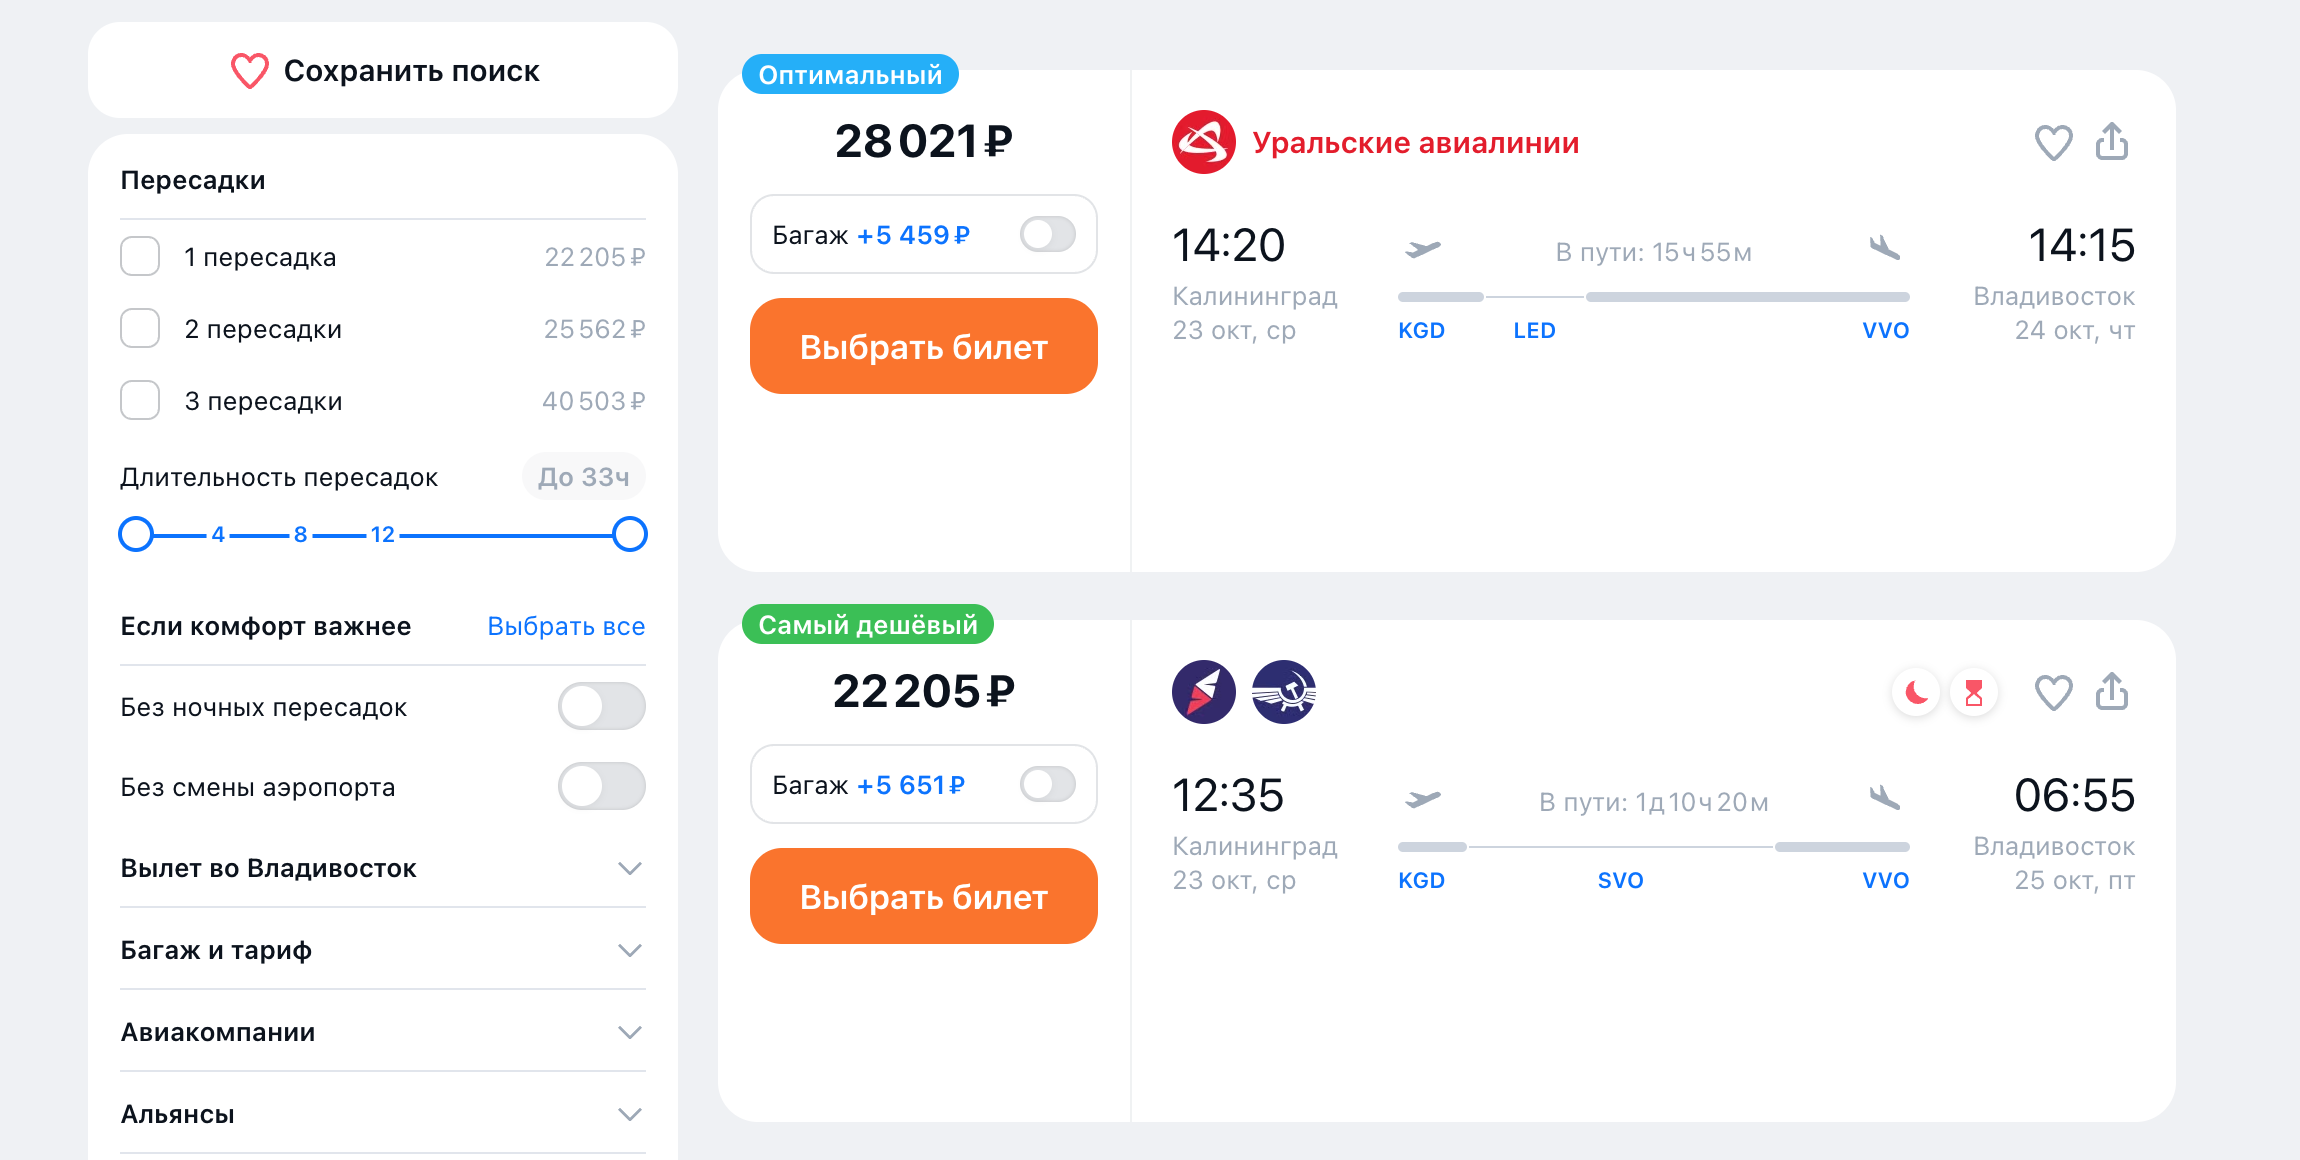 Сохранить поиск
Пересадки
1 пересадка 22 205 ₽
2 пересадки 25 562 ₽
3 пересадки 40 503 ₽
Длительность пересадок До 33ч
4 8 12
Если комфорт важнее Выбрать все
Без ночных пересадок
Без смены аэропорта
Вылет во Владивосток
Багаж и тариф
Авиакомпании
Альянсы
Оптимальный
28 021 ₽
Багаж +5 459 ₽
Выбрать билет
Уральские авиалинии
14:20 В пути: 15ч 55м 14:15
Калининград Владивосток
23 окт, ср KGD LED VVO 24 окт, чт
Самый дешёвый
22 205 ₽
Багаж +5 651 ₽
Выбрать билет
12:35 В пути: 1д 10ч 20м 06:55
Калининград Владивосток
23 окт, ср KGD SVO VVO 25 окт, пт